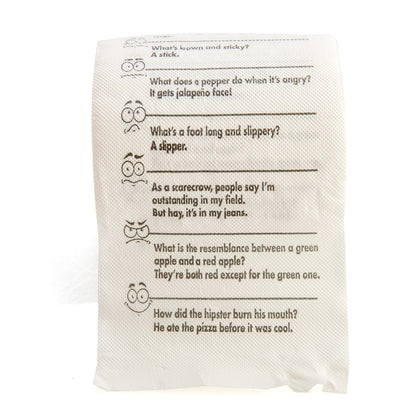 What's brown and sticky?
A stick.
What does a pepper do when it's angry?
It gets jalapeño face!
What's a foot long and slippery?
A slipper.
As a scarecrow, people say I'm
outstanding in my field.
But hay, it's in my jeans.
What is the resemblance between a green
apple and a red apple?
They're both red except for the green one.
How did the hipster burn his mouth?
He ate the pizza before it was cool.